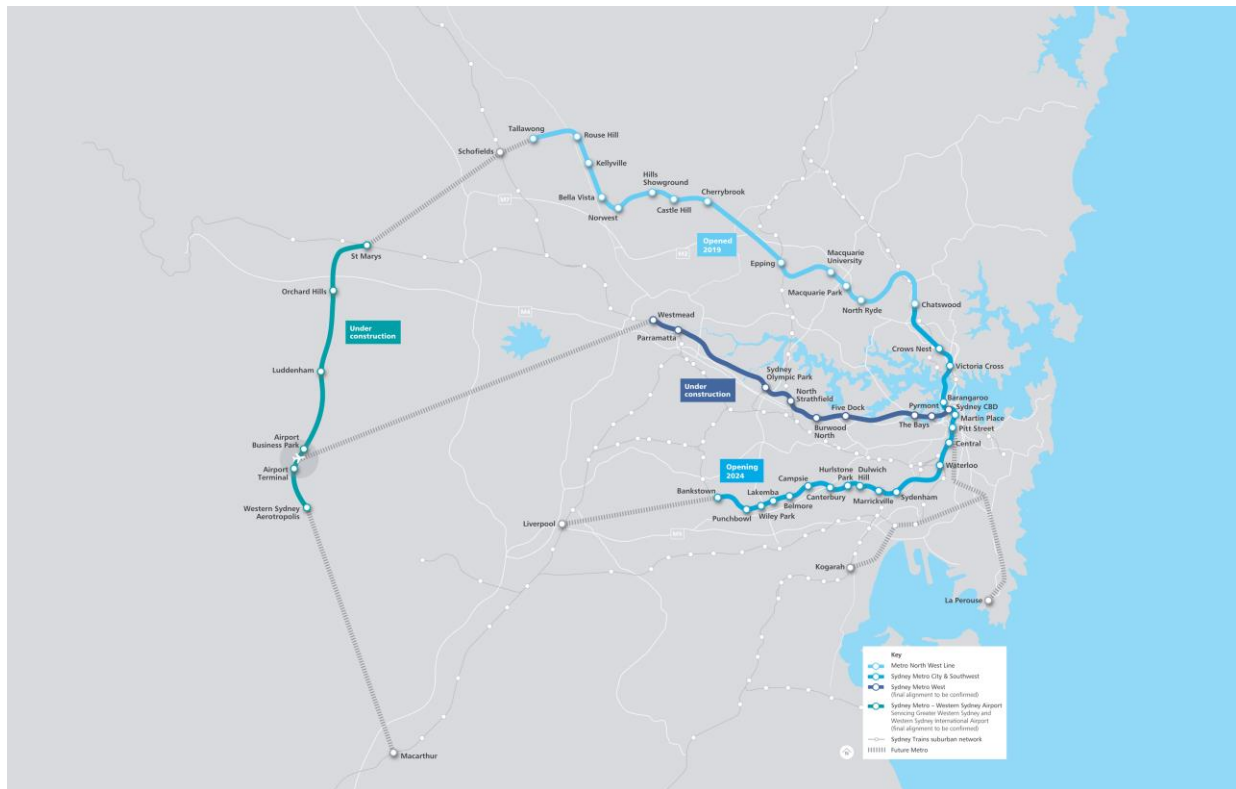 Tallawong
Rouse Hill
Schofields
Kellyville
Hills
Showground
Cherrybrook
Bella Vista
Castle Hill
Norwest
M7
Opened
2019
M2
St Marys
Macquarie
University
Epping
Orchard Hills
Macquarie Park
North Ryde
Chatswood
M4
Westmead
Under
construction
Parramatta
Crows Nest
Victoria Cross
Luddenham
Sydney
Olympic Park
Under
construction
North
Strathfield
Five Dock
Pyrmont
Barangaroo
Sydney CBD
Martin Place
Burwood
North
The Bays
Pitt Street
Airport
Business Park
Central
Airport
Terminal
Opening
2024
Waterloo
Bankstown
Lakemba
Campsie
Hurlstone
Park
Dulwich
Hill
Western Sydney
Aerotropolis
Punchbowl
Wiley Park
Belmore
Canterbury
Marrickville
Sydenham
Liverpool
M5
Kogarah
La Perouse
Macarthur
Key
Metro North West Line
Sydney Metro City & Southwest
Sydney Metro West
(final alignment to be confirmed)
Sydney Metro – Western Sydney Airport
Servicing Greater Western Sydney and
Western Sydney International Airport
(final alignment to be confirmed)
Sydney Trains suburban network
Future Metro
N